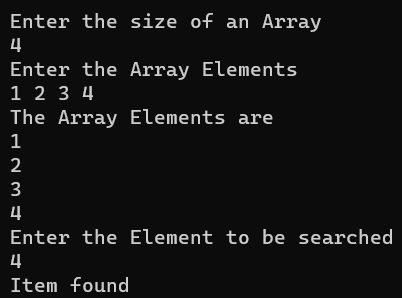 Enter the size of an Array
4
Enter the Array Elements
1 2 3 4
The Array Elements are
1
2
3
4
Enter the Element to be searched
4
Item found